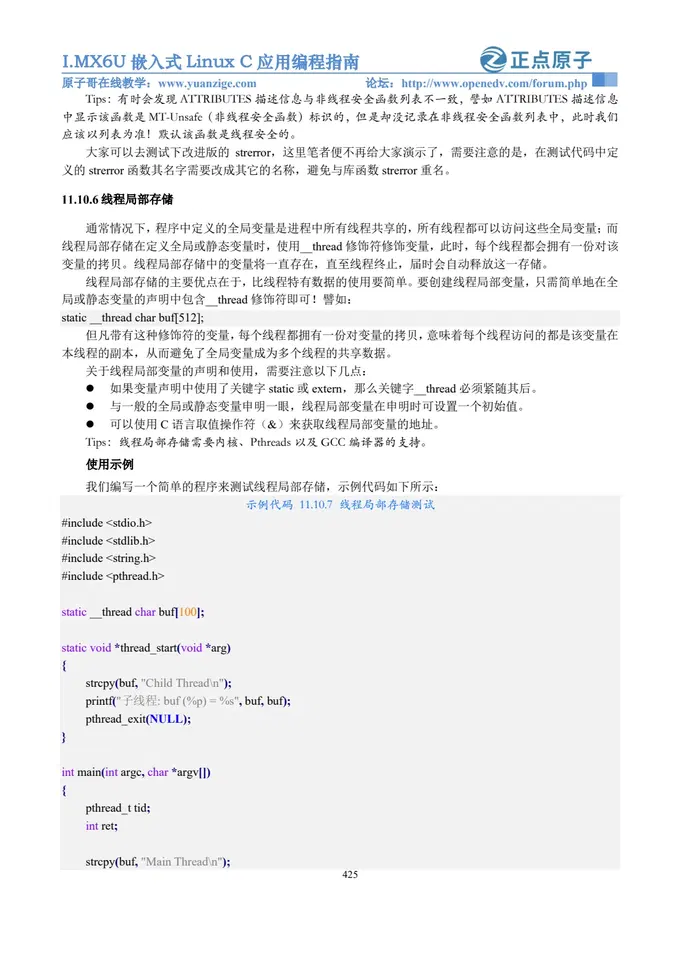 I.MX6U 嵌入式 Linux C 应用编程指南
正点原子
原子哥在线教学：www.yuanzige.com 论坛：http://www.openedv.com/forum.php
Tips：有时会发现 ATTRIBUTES 描述信息与非线程安全函数列表不一致，譬如 ATTRIBUTES 描述信息
中显示该函数是 MT-Unsafe（非线程安全函数）标识的，但是却没记录在非线程安全函数列表中，此时我们
应该以列表为准！默认该函数是线程安全的。
大家可以去测试下改进版的 strerror，这里笔者便不再给大家演示了，需要注意的是，在测试代码中定
义的 strerror 函数其名字需要改成其它的名称，避免与库函数 strerror 重名。
11.10.6 线程局部存储
通常情况下，程序中定义的全局变量是进程中所有线程共享的，所有线程都可以访问这些全局变量；而
线程局部存储在定义全局或静态变量时，使用__thread 修饰符修饰变量，此时，每个线程都会拥有一份对该
变量的拷贝。线程局部存储中的变量将一直存在，直至线程终止，届时会自动释放这一存储。
线程局部存储的主要优点在于，比线程特有数据的使用要简单。要创建线程局部变量，只需简单地在全
局或静态变量的声明中包含__thread 修饰符即可！譬如：
static __thread char buf[512];
但凡带有这种修饰符的变量，每个线程都拥有一份对变量的拷贝，意味着每个线程访问的都是该变量在
本线程的副本，从而避免了全局变量成为多个线程的共享数据。
关于线程局部变量的声明和使用，需要注意以下几点：
● 如果变量声明中使用了关键字 static 或 extern，那么关键字__thread 必须紧随其后。
● 与一般的全局或静态变量申明一眼，线程局部变量在申明时可设置一个初始值。
● 可以使用 C 语言取值操作符（&）来获取线程局部变量的地址。
Tips：线程局部存储需要内核、Pthreads 以及 GCC 编译器的支持。
使用示例
我们编写一个简单的程序来测试线程局部存储，示例代码如下所示：
示例代码 11.10.7 线程局部存储测试
#include <stdio.h>
#include <stdlib.h>
#include <string.h>
#include <pthread.h>
static __thread char buf[100];
static void *thread_start(void *arg)
{
strcpy(buf, "Child Thread\n");
printf("子线程: buf (%p) = %s", buf, buf);
pthread_exit(NULL);
}
int main(int argc, char *argv[])
{
pthread_t tid;
int ret;
strcpy(buf, "Main Thread\n");
425